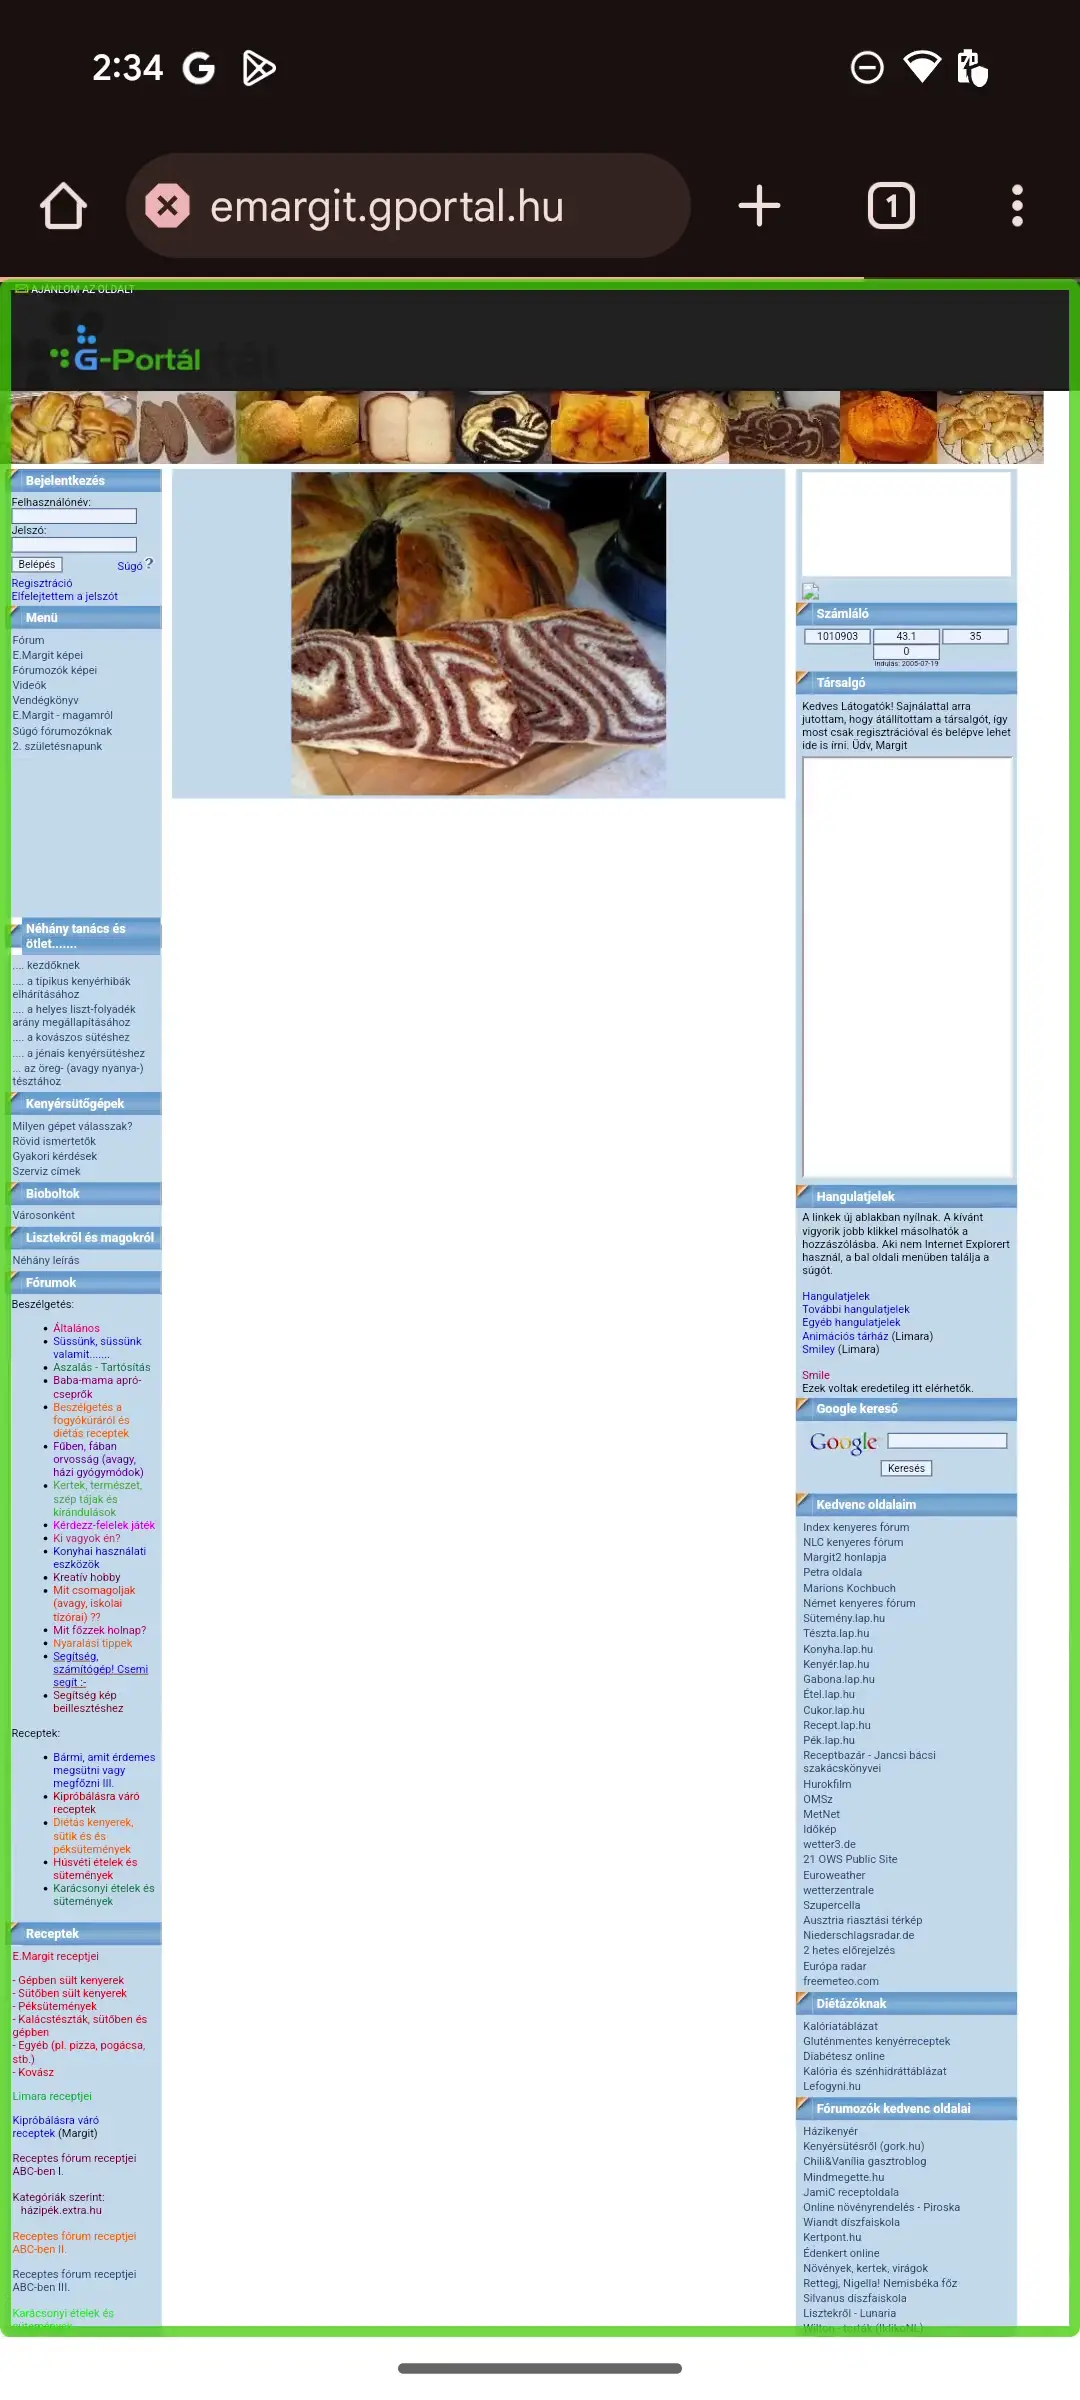 2:34
emargit.gportal.hu
1
AJÁNLOM AZ OLDALT
G-Portál
Bejelentkezés
Felhasználónév:
Jelszó:
Belépés
Súgó ?
Regisztráció
Elfelejtettem a jelszót
Menü
Fórum
E.Margit képei
Fórumozók képei
Videók
Vendégkönyv
E.Margit - magamról
Súgó fórumozóknak
2. születésnapunk
Néhány tanács és
ötlet.......
.... kezdőknek
.... a tipikus kenyérhibák
elhárításához
.... a helyes liszt-folyadék
arány megállapításához
.... a kovászos sütéshez
.... a jénais kenyérsütéshez
... az öreg- (avagy nyanya-)
tésztához
Kenyérsütőgépek
Milyen gépet válasszak?
Rövid ismertetők
Gyakori kérdések
Szerviz címek
Bioboltok
Városonként
Lisztekről és magokról
Néhány leírás
Fórumok
Beszélgetés:
• Általános
• Süssünk, süssünk
valamit.......
• Aszalás - Tartósítás
• Baba-mama apró-
cseprők
• Beszélgetés a
fogyókúráról és
diétás receptek
• Fűben, fában
orvosság (avagy,
házi gyógymódok)
• Kertek, természet,
szép tájak és
kirándulások
• Kérdezz-felelek játék
• Ki vagyok én?
• Konyhai használati
eszközök
• Kreatív hobby
• Mit csomagoljak
(avagy, iskolai
tízórai) ??
• Mit főzzek holnap?
• Nyaralási tippek
• Segítség,
számítógép! Csemi
segít :-
• Segítség kép
beillesztéshez
Receptek:
• Bármi, amit érdemes
megsütni vagy
megfőzni III.
• Kipróbálásra váró
receptek
• Diétás kenyerek,
sütik és és
péksütemények
• Húsvéti ételek és
sütemények
• Karácsonyi ételek és
sütemények
Receptek
E.Margit receptjei
- Gépben sült kenyerek
- Sütőben sült kenyerek
- Péksütemények
- Kalácstészták, sütőben és
gépben
- Egyéb (pl. pizza, pogácsa,
stb.)
- Kovász
Limara receptjei
Kipróbálásra váró
receptek (Margit)
Receptes fórum receptjei
ABC-ben I.
Kategóriák szerint:
házipék.extra.hu
Receptes fórum receptjei
ABC-ben II.
Receptes fórum receptjei
ABC-ben III.
Karácsonyi ételek és
sütemények
Számláló
1010903 43.1 35
0
Indulás: 2005-07-19
Társalgó
Kedves Látogatók! Sajnálattal arra
jutottam, hogy átállítottam a társalgót, így
most csak regisztrációval és belépve lehet
ide is írni. Üdv, Margit
Hangulatjelek
A linkek új ablakban nyílnak. A kívánt
vigyorik jobb klikkel másolhatók a
hozzászólásba. Aki nem Internet Explorert
használ, a bal oldali menüben találja a
súgót.
Hangulatjelek
További hangulatjelek
Egyéb hangulatjelek
Animációs tárház (Limara)
Smiley (Limara)
Smile
Ezek voltak eredetileg itt elérhetők.
Google kereső
Google
Keresés
Kedvenc oldalaim
Index kenyeres fórum
NLC kenyeres fórum
Margit2 honlapja
Petra oldala
Marions Kochbuch
Német kenyeres fórum
Sütemény.lap.hu
Tészta.lap.hu
Konyha.lap.hu
Kenyér.lap.hu
Gabona.lap.hu
Étel.lap.hu
Cukor.lap.hu
Recept.lap.hu
Pék.lap.hu
Receptbazár - Jancsi bácsi
szakácskönyvei
Hurokfilm
OMSz
MetNet
Időkép
wetter3.de
21 OWS Public Site
Euroweather
wetterzentrale
Szupercella
Ausztria riasztási térkép
Niederschlagsradar.de
2 hetes előrejelzés
Európa radar
freemeteo.com
Diétázóknak
Kalóriatáblázat
Gluténmentes kenyérreceptek
Diabétesz online
Kalória és szénhidráttáblázat
Lefogyni.hu
Fórumozók kedvenc oldalai
Házikenyér
Kenyérsütésről (gork.hu)
Chili&Vanília gasztroblog
Mindmegette.hu
JamiC receptoldala
Online növényrendelés - Piroska
Wiandt díszfaiskola
Kertpont.hu
Édenkert online
Növények, kertek, virágok
Rettegj, Nigella! Nemisbéka főz
Silvanus díszfaiskola
Lisztekről - Lunaria
Wilton - torták (IldikoNL)